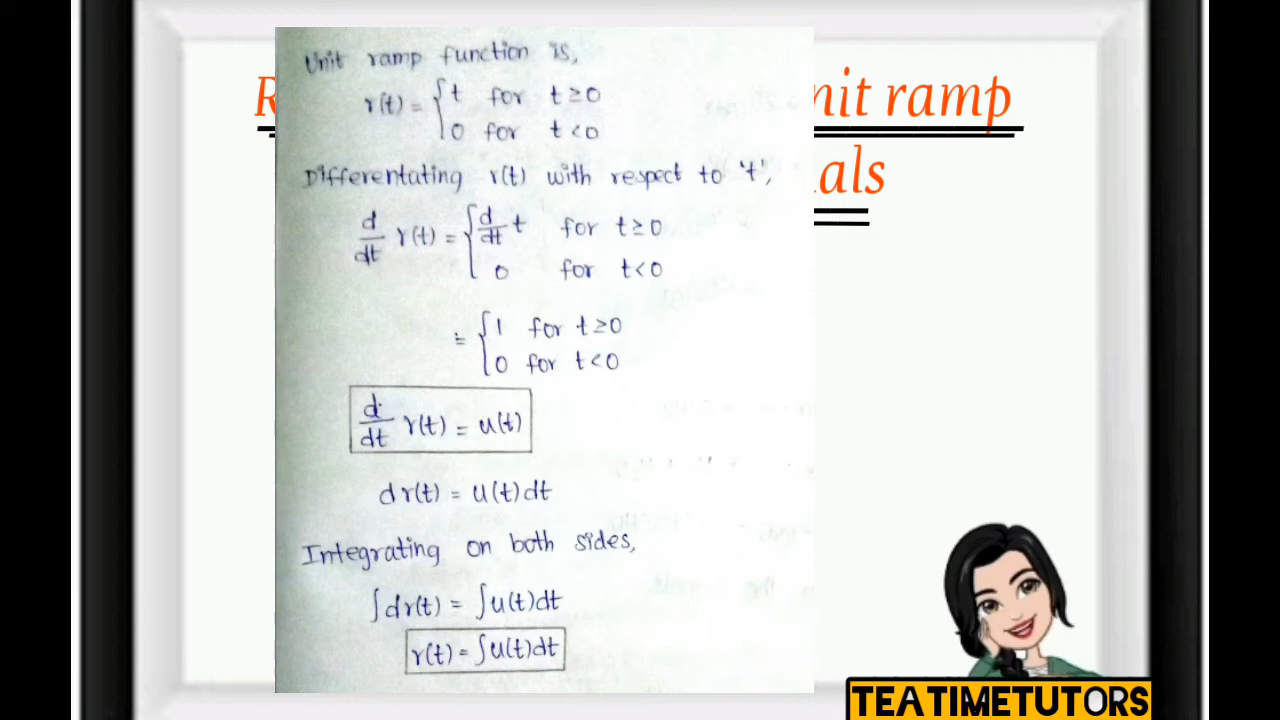 R
nit ramp
als
Unit ramp function is,
r(t) = { t for t ≥ 0
0 for t < 0
Differentating r(t) with respect to 't',
d/dt r(t) = { d/dt t for t ≥ 0
0 for t < 0
= { 1 for t ≥ 0
0 for t < 0
d/dt r(t) = u(t)
dr(t) = u(t)dt
Integrating on both sides,
∫dr(t) = ∫u(t)dt
r(t) = ∫u(t)dt
TEATIMETUTORS